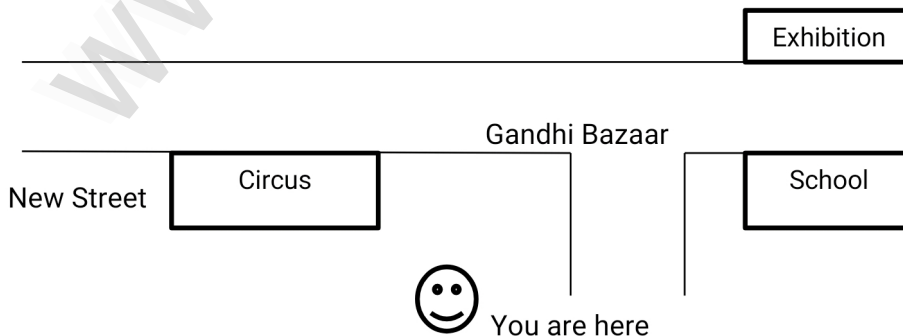 Exhibition
Gandhi Bazaar
Circus
School
New Street
You are here